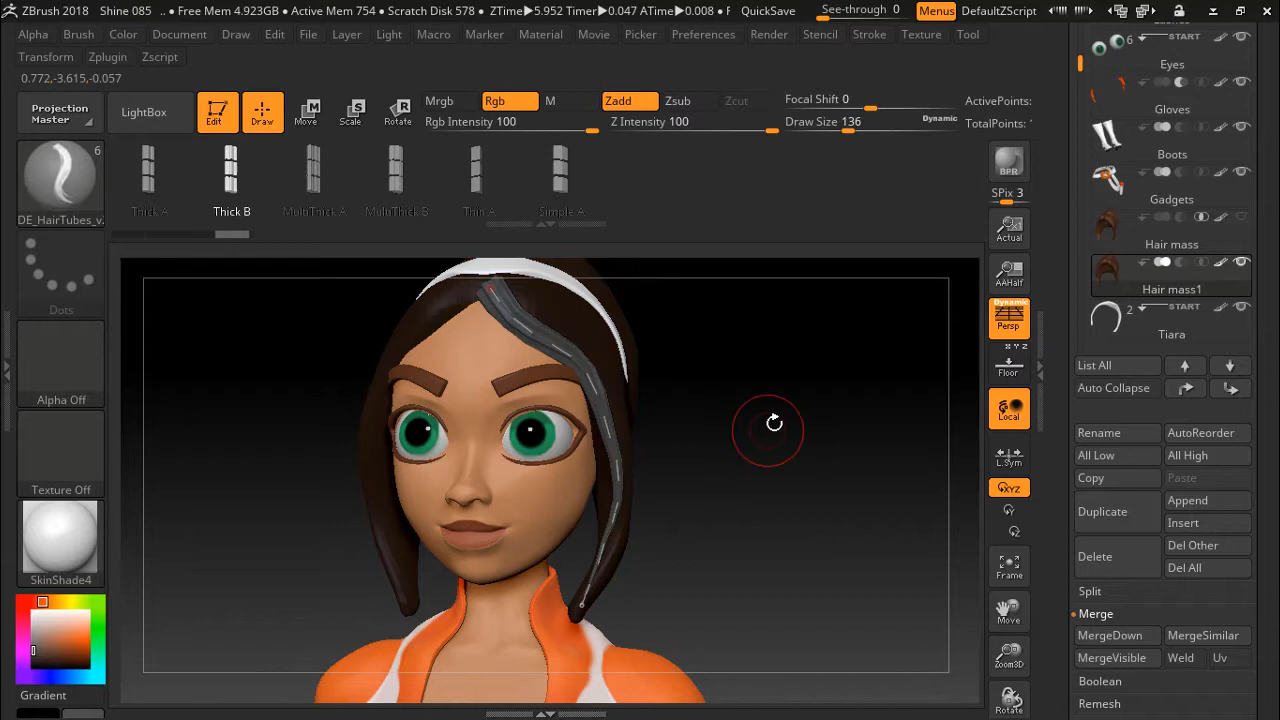 ZBrush 2018 Shine 085 .. • Free Mem 4.923GB • Active Mem 754 • Scratch Disk 578 • ZTime▶5.952 Timer▶0.047 ATime▶0.008 • P QuickSave See-through 0 Menus DefaultZScript
Alpha Brush Color Document Draw Edit File Layer Light Macro Marker Material Movie Picker Preferences Render Stencil Stroke Texture Tool
Transform Zplugin Zscript
0.772,-3.615,-0.057
Projection Master
LightBox
Edit
Draw
Move
Scale
Rotate
Mrgb Rgb M Zadd Zsub Zcut Focal Shift 0 ActivePoints:
Rgb Intensity 100 Z Intensity 100 Draw Size 136 Dynamic TotalPoints:
6
DE_HairTubes_v.
Thick A Thick B MultiThick A MultiThick B Thin A Simple A
Dots
Alpha Off
Texture Off
SkinShade4
Gradient
BPR
SPix 3
Actual
AAHalf
Dynamic
Persp
X Y Z
Floor
Local
L.Sym
XYZ
Y
Z
Frame
Move
Zoom3D
Rotate
6 START
Eyes
Gloves
Boots
Gadgets
Hair mass
Hair mass1
2 START
Tiara
List All
Auto Collapse
Rename AutoReorder
All Low All High
Copy Paste
Duplicate Append
Insert
Delete Del Other
Del All
Split
Merge
MergeDown MergeSimilar
MergeVisible Weld Uv
Boolean
Remesh